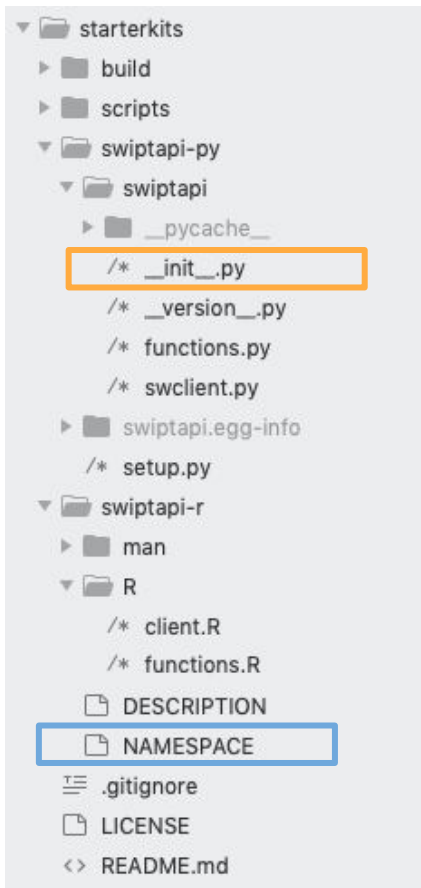 starterkits
build
scripts
swiptapi-py
swiptapi
__pycache__
/* __init__.py
/* __version__.py
/* functions.py
/* swclient.py
swiptapi.egg-info
/* setup.py
swiptapi-r
man
R
/* client.R
/* functions.R
DESCRIPTION
NAMESPACE
.gitignore
LICENSE
<> README.md